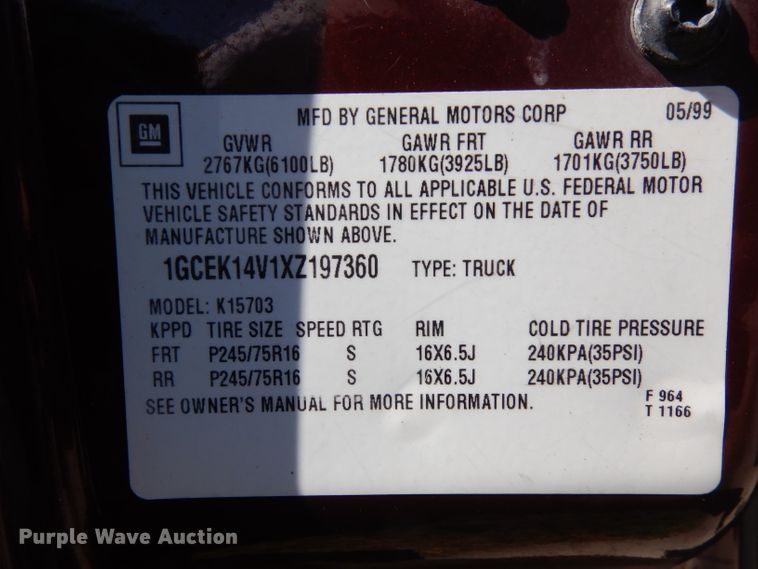 GM
MFD BY GENERAL MOTORS CORP 05/99
GVWR GAWR FRT GAWR RR
2767KG(6100LB) 1780KG(3925LB) 1701KG(3750LB)
THIS VEHICLE CONFORMS TO ALL APPLICABLE U.S. FEDERAL MOTOR
VEHICLE SAFETY STANDARDS IN EFFECT ON THE DATE OF
MANUFACTURE SHOWN ABOVE.
1GCEK14V1XZ197360 TYPE: TRUCK
MODEL: K15703
KPPD TIRE SIZE SPEED RTG RIM COLD TIRE PRESSURE
FRT P245/75R16 S 16X6.5J 240KPA(35PSI)
RR P245/75R16 S 16X6.5J 240KPA(35PSI)
SEE OWNER'S MANUAL FOR MORE INFORMATION.
F 964
T 1166
Purple Wave Auction